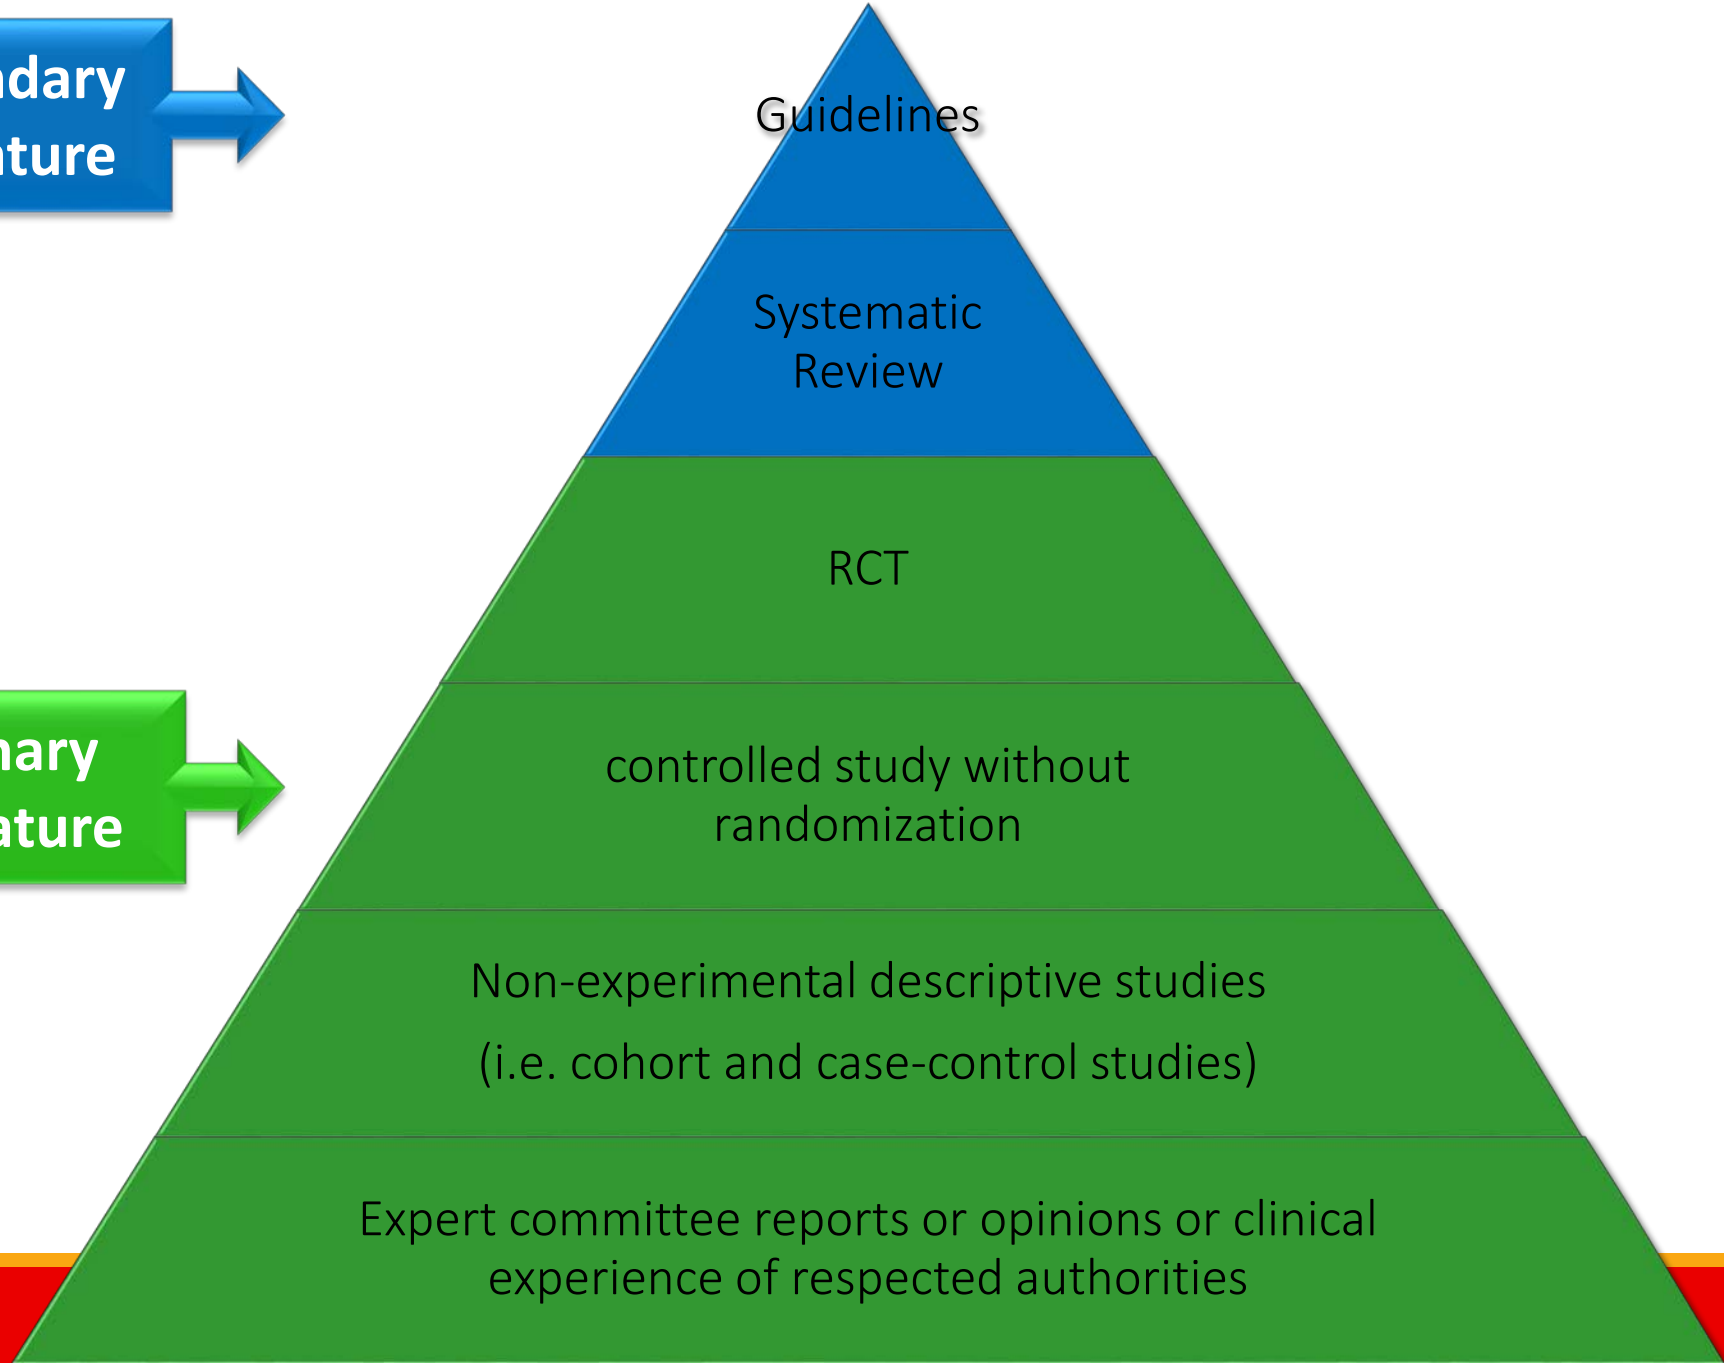 ndary
ature
Guidelines
Systematic
Review
RCT
nary
ature
controlled study without
randomization
Non-experimental descriptive studies
(i.e. cohort and case-control studies)
Expert committee reports or opinions or clinical
experience of respected authorities